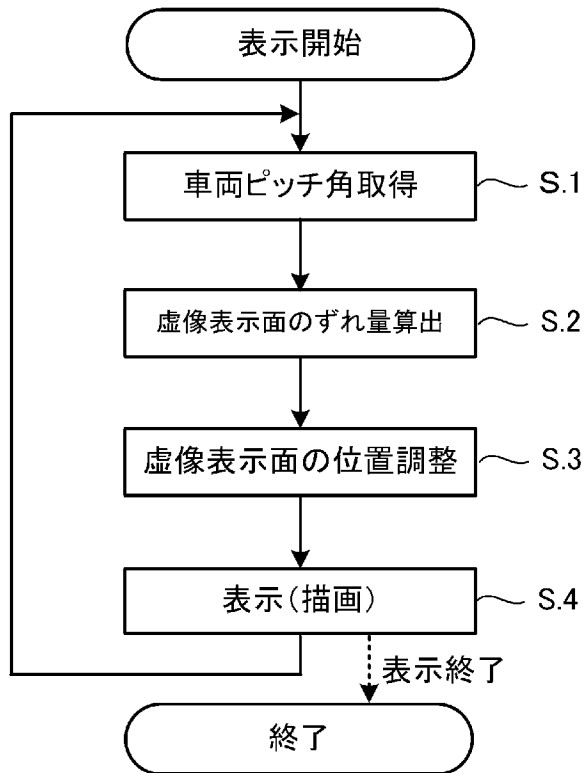 表示開始
車両ピッチ角取得
S.1
虚像表示面のずれ量算出
S.2
虚像表示面の位置調整
S.3
表示（描画）
S.4
表示終了
終了